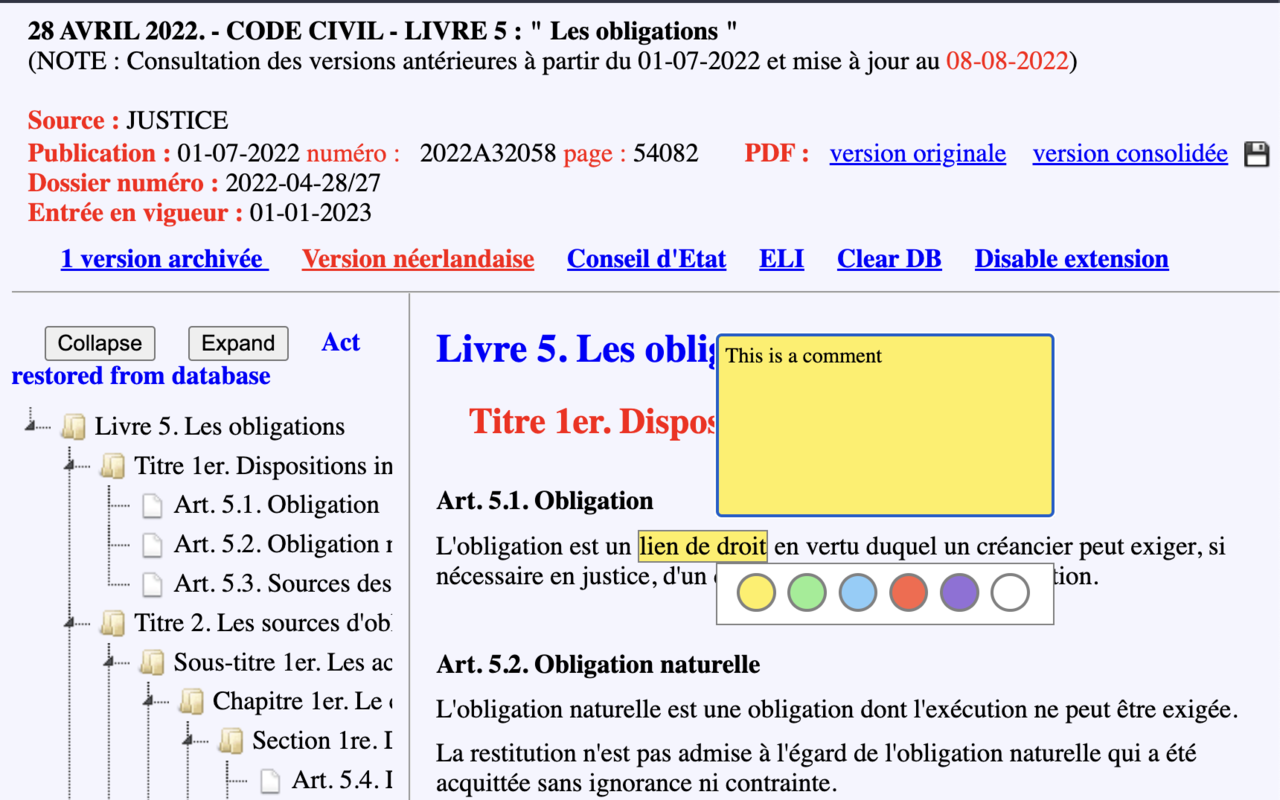 28 AVRIL 2022. - CODE CIVIL - LIVRE 5 : " Les obligations "
(NOTE : Consultation des versions antérieures à partir du 01-07-2022 et mise à jour au 08-08-2022)
Source : JUSTICE
Publication : 01-07-2022 numéro : 2022A32058 page : 54082 PDF : version originale version consolidée
Dossier numéro : 2022-04-28/27
Entrée en vigueur : 01-01-2023
1 version archivée Version néerlandaise Conseil d'Etat ELI Clear DB Disable extension
Collapse Expand Act
restored from database
Livre 5. Les obligations
Titre 1er. Dispositions in
Art. 5.1. Obligation
Art. 5.2. Obligation
Art. 5.3. Sources des
Titre 2. Les sources d'ob
Sous-titre 1er. Les ac
Chapitre 1er. Le
Section 1re.
Art. 5.4.
Livre 5. Les oblig
Titre 1er. Dispos
This is a comment
Art. 5.1. Obligation
L'obligation est un lien de droit en vertu duquel un créancier peut exiger, si
nécessaire en justice, d'un tion.
Art. 5.2. Obligation naturelle
L'obligation naturelle est une obligation dont l'exécution ne peut être exigée.
La restitution n'est pas admise à l'égard de l'obligation naturelle qui a été
acquittée sans ignorance ni contrainte.